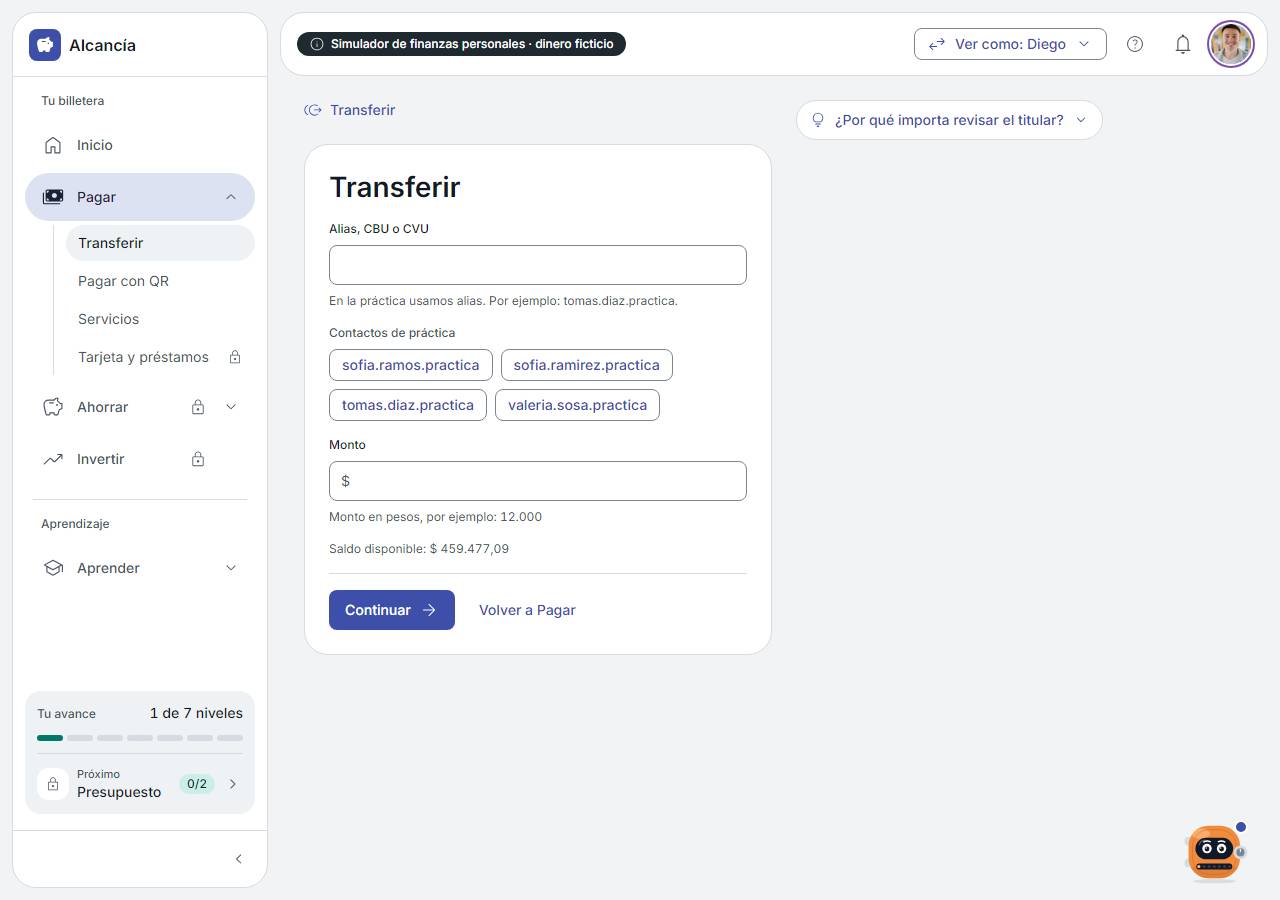 Alcancía
Tu billetera
Inicio
Pagar
Transferir
Pagar con QR
Servicios
Tarjeta y préstamos
Ahorrar
Invertir
Aprendizaje
Aprender
Tu avance 1 de 7 niveles
Próximo
Presupuesto 0/2
Simulador de finanzas personales · dinero ficticio
Ver como: Diego
Transferir
¿Por qué importa revisar el titular?
Transferir
Alias, CBU o CVU
En la práctica usamos alias. Por ejemplo: tomas.diaz.practica.
Contactos de práctica
sofia.ramos.practica sofia.ramirez.practica
tomas.diaz.practica valeria.sosa.practica
Monto
$
Monto en pesos, por ejemplo: 12.000
Saldo disponible: $ 459.477,09
Continuar Volver a Pagar